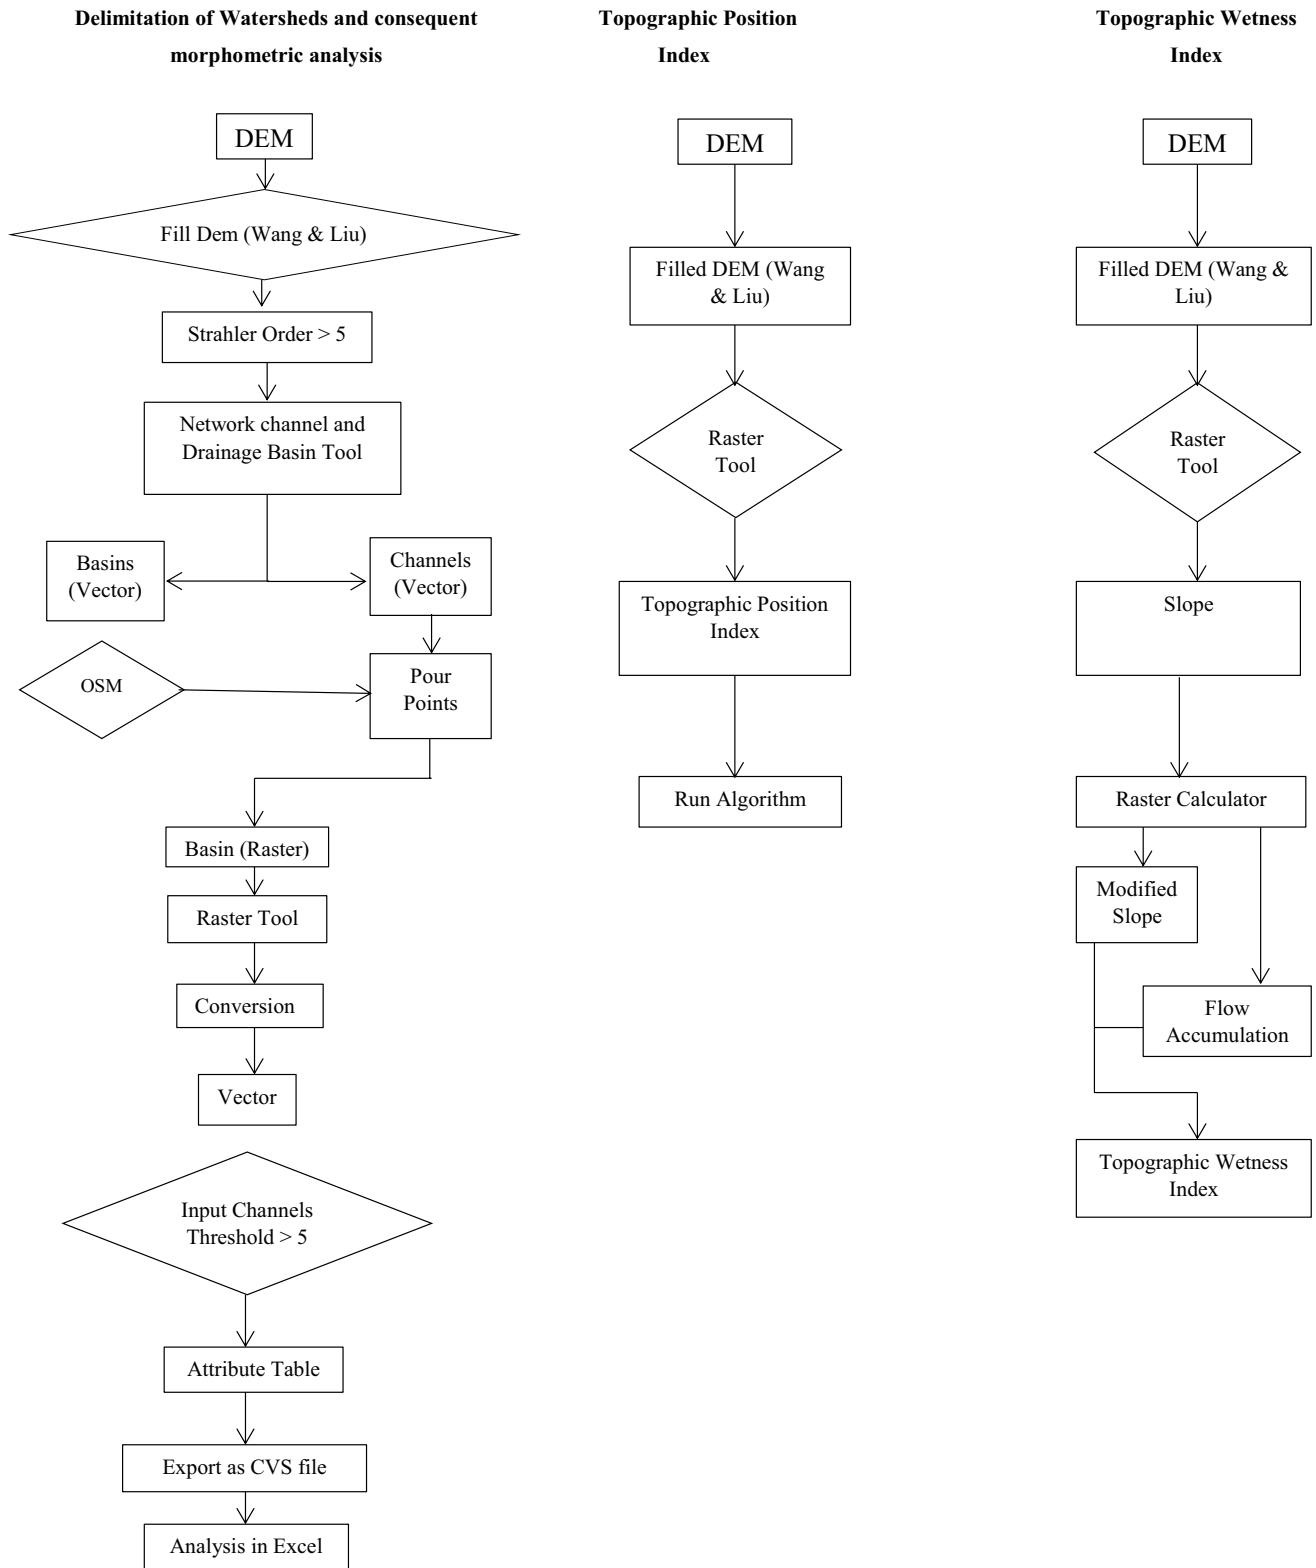 Delimitation of Watersheds and consequent
morphometric analysis
DEM
Fill Dem (Wang & Liu)
Strahler Order > 5
Network channel and
Drainage Basin Tool
Basins
(Vector)
Channels
(Vector)
OSM
Pour
Points
Basin (Raster)
Raster Tool
Conversion
Vector
Input Channels
Threshold > 5
Attribute Table
Export as CVS file
Analysis in Excel
Topographic Position
Index
DEM
Filled DEM (Wang
& Liu)
Raster
Tool
Topographic Position
Index
Run Algorithm
Topographic Wetness
Index
DEM
Filled DEM (Wang &
Liu)
Raster
Tool
Slope
Raster Calculator
Modified
Slope
Flow
Accumulation
Topographic Wetness
Index